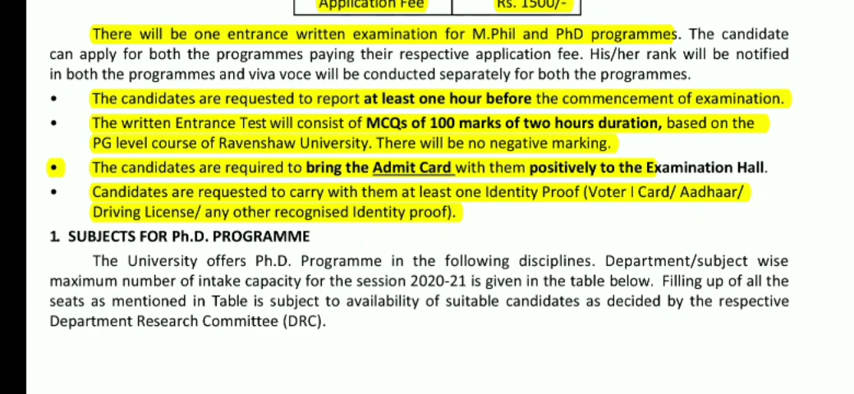 Application Fee Rs. 1500/-
There will be one entrance written examination for M.Phil and PhD programmes. The candidate
can apply for both the programmes paying their respective application fee. His/her rank will be notified
in both the programmes and viva voce will be conducted separately for both the programmes.
• The candidates are requested to report at least one hour before the commencement of examination.
• The written Entrance Test will consist of MCQs of 100 marks of two hours duration, based on the
PG level course of Ravenshaw University. There will be no negative marking.
• The candidates are required to bring the Admit Card with them positively to the Examination Hall.
• Candidates are requested to carry with them at least one Identity Proof (Voter I Card/ Aadhaar/
Driving License/ any other recognised Identity proof).
1. SUBJECTS FOR Ph.D. PROGRAMME
The University offers Ph.D. Programme in the following disciplines. Department/subject wise
maximum number of intake capacity for the session 2020-21 is given in the table below. Filling up of all the
seats as mentioned in Table is subject to availability of suitable candidates as decided by the respective
Department Research Committee (DRC).